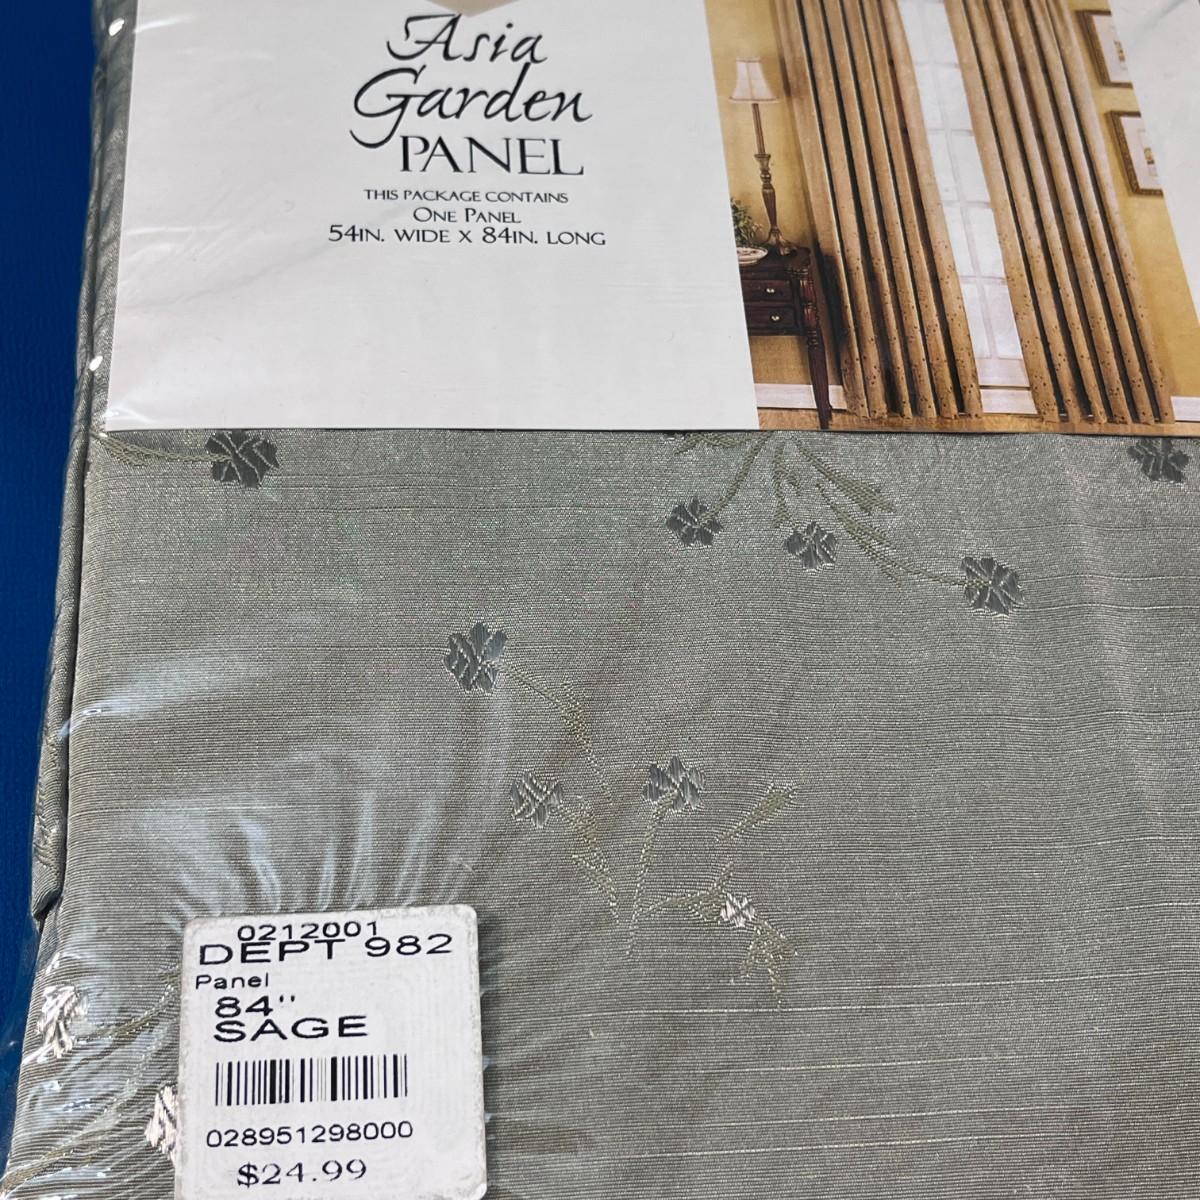 Asia
Garden
PANEL
THIS PACKAGE CONTAINS
ONE PANEL
54IN. WIDE X 84IN. LONG
0212001
DEPT 982
Panel
84"
SAGE
028951298000
$24.99